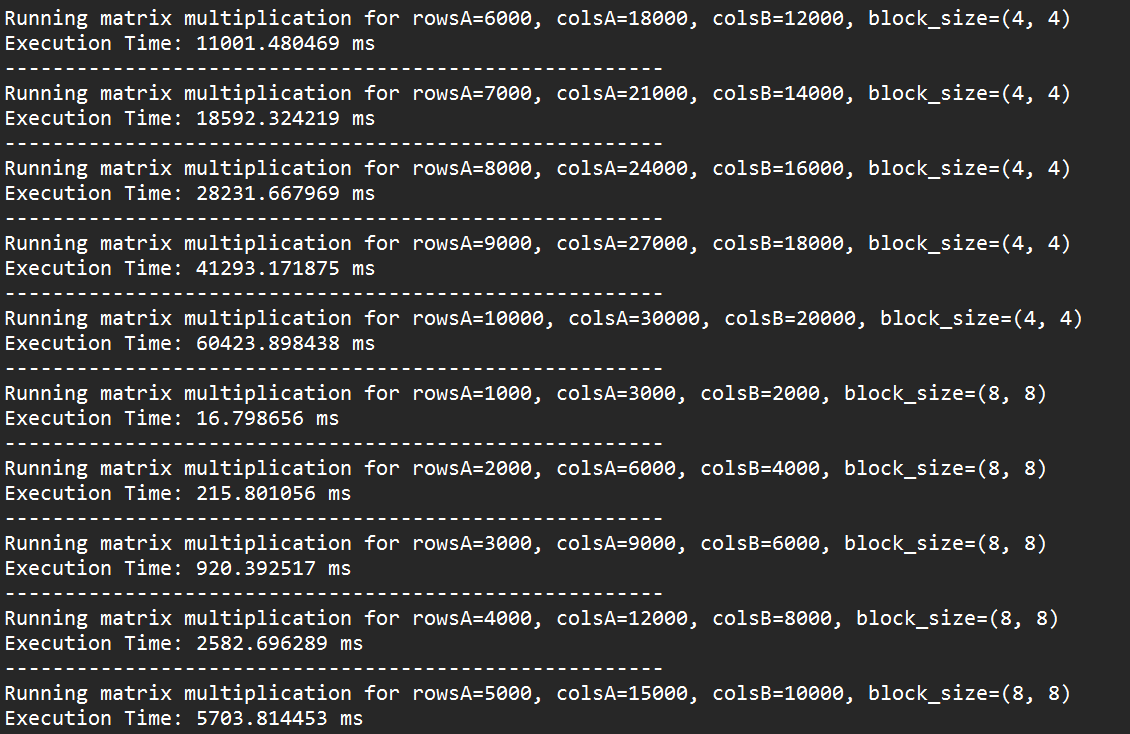 Running matrix multiplication for rowsA=6000, colsA=18000, colsB=12000, block_size=(4, 4)
Execution Time: 11001.480469 ms
-------------------------------------------------------
Running matrix multiplication for rowsA=7000, colsA=21000, colsB=14000, block_size=(4, 4)
Execution Time: 18592.324219 ms
-------------------------------------------------------
Running matrix multiplication for rowsA=8000, colsA=24000, colsB=16000, block_size=(4, 4)
Execution Time: 28231.667969 ms
-------------------------------------------------------
Running matrix multiplication for rowsA=9000, colsA=27000, colsB=18000, block_size=(4, 4)
Execution Time: 41293.171875 ms
-------------------------------------------------------
Running matrix multiplication for rowsA=10000, colsA=30000, colsB=20000, block_size=(4, 4)
Execution Time: 60423.898438 ms
-------------------------------------------------------
Running matrix multiplication for rowsA=1000, colsA=3000, colsB=2000, block_size=(8, 8)
Execution Time: 16.798656 ms
-------------------------------------------------------
Running matrix multiplication for rowsA=2000, colsA=6000, colsB=4000, block_size=(8, 8)
Execution Time: 215.801056 ms
-------------------------------------------------------
Running matrix multiplication for rowsA=3000, colsA=9000, colsB=6000, block_size=(8, 8)
Execution Time: 920.392517 ms
-------------------------------------------------------
Running matrix multiplication for rowsA=4000, colsA=12000, colsB=8000, block_size=(8, 8)
Execution Time: 2582.696289 ms
-------------------------------------------------------
Running matrix multiplication for rowsA=5000, colsA=15000, colsB=10000, block_size=(8, 8)
Execution Time: 5703.814453 ms